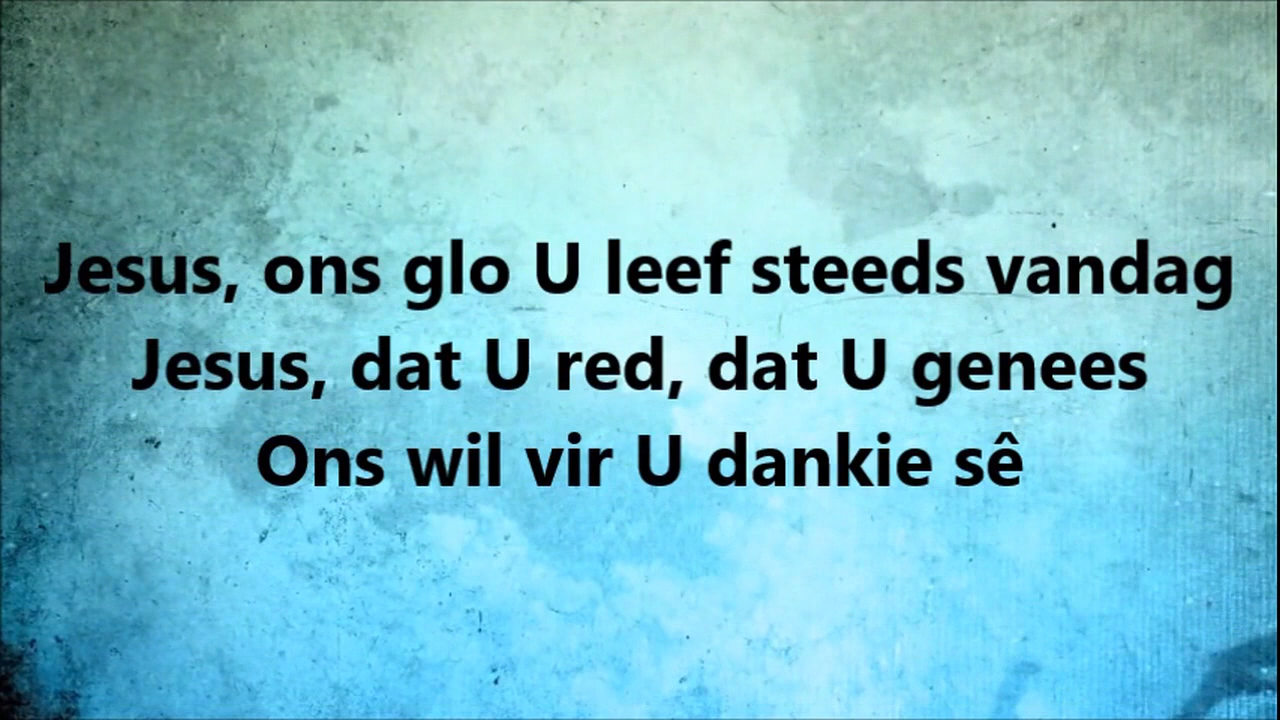 Jesus, ons glo U leef steeds vandag
Jesus, dat U red, dat U genees
Ons wil vir U dankie sê